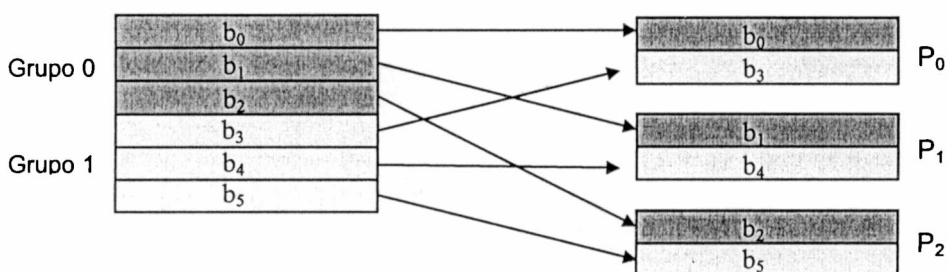 b₀
b₁
b₂
b₃
b₄
b₅
Grupo 0
Grupo 1
b₀
b₃
P₀
b₁
b₄
P₁
b₂
b₅
P₂